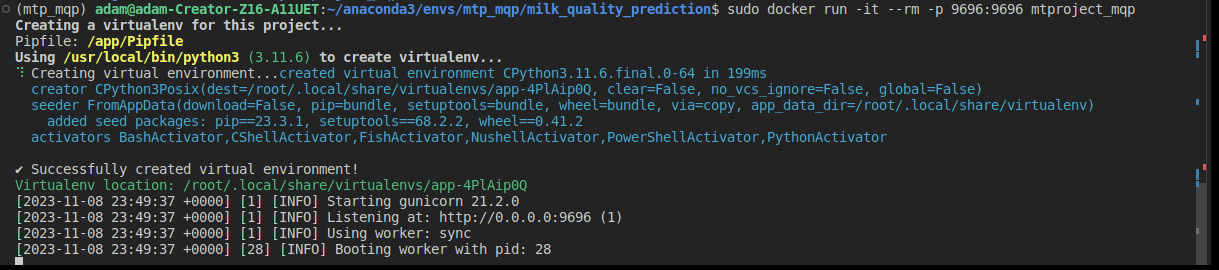 (mtp_mqp) adam@adam-Creator-Z16-A11UET:~/anaconda3/envs/mtp_mqp/milk_quality_prediction$ sudo docker run -it --rm -p 9696:9696 mtproject_mqp
Creating a virtualenv for this project...
Pipfile: /app/Pipfile
Using /usr/local/bin/python3 (3.11.6) to create virtualenv...
⠹ Creating virtual environment...created virtual environment CPython3.11.6.final.0-64 in 199ms
  creator CPython3Posix(dest=/root/.local/share/virtualenvs/app-4PlAip0Q, clear=False, no_vcs_ignore=False, global=False)
  seeder FromAppData(download=False, pip=bundle, setuptools=bundle, wheel=bundle, via=copy, app_data_dir=/root/.local/share/virtualenv)
    added seed packages: pip==23.3.1, setuptools==68.2.2, wheel==0.41.2
  activators BashActivator,CShellActivator,FishActivator,NushellActivator,PowerShellActivator,PythonActivator
✔ Successfully created virtual environment!
Virtualenv location: /root/.local/share/virtualenvs/app-4PlAip0Q
[2023-11-08 23:49:37 +0000] [1] [INFO] Starting gunicorn 21.2.0
[2023-11-08 23:49:37 +0000] [1] [INFO] Listening at: http://0.0.0.0:9696 (1)
[2023-11-08 23:49:37 +0000] [1] [INFO] Using worker: sync
[2023-11-08 23:49:37 +0000] [28] [INFO] Booting worker with pid: 28